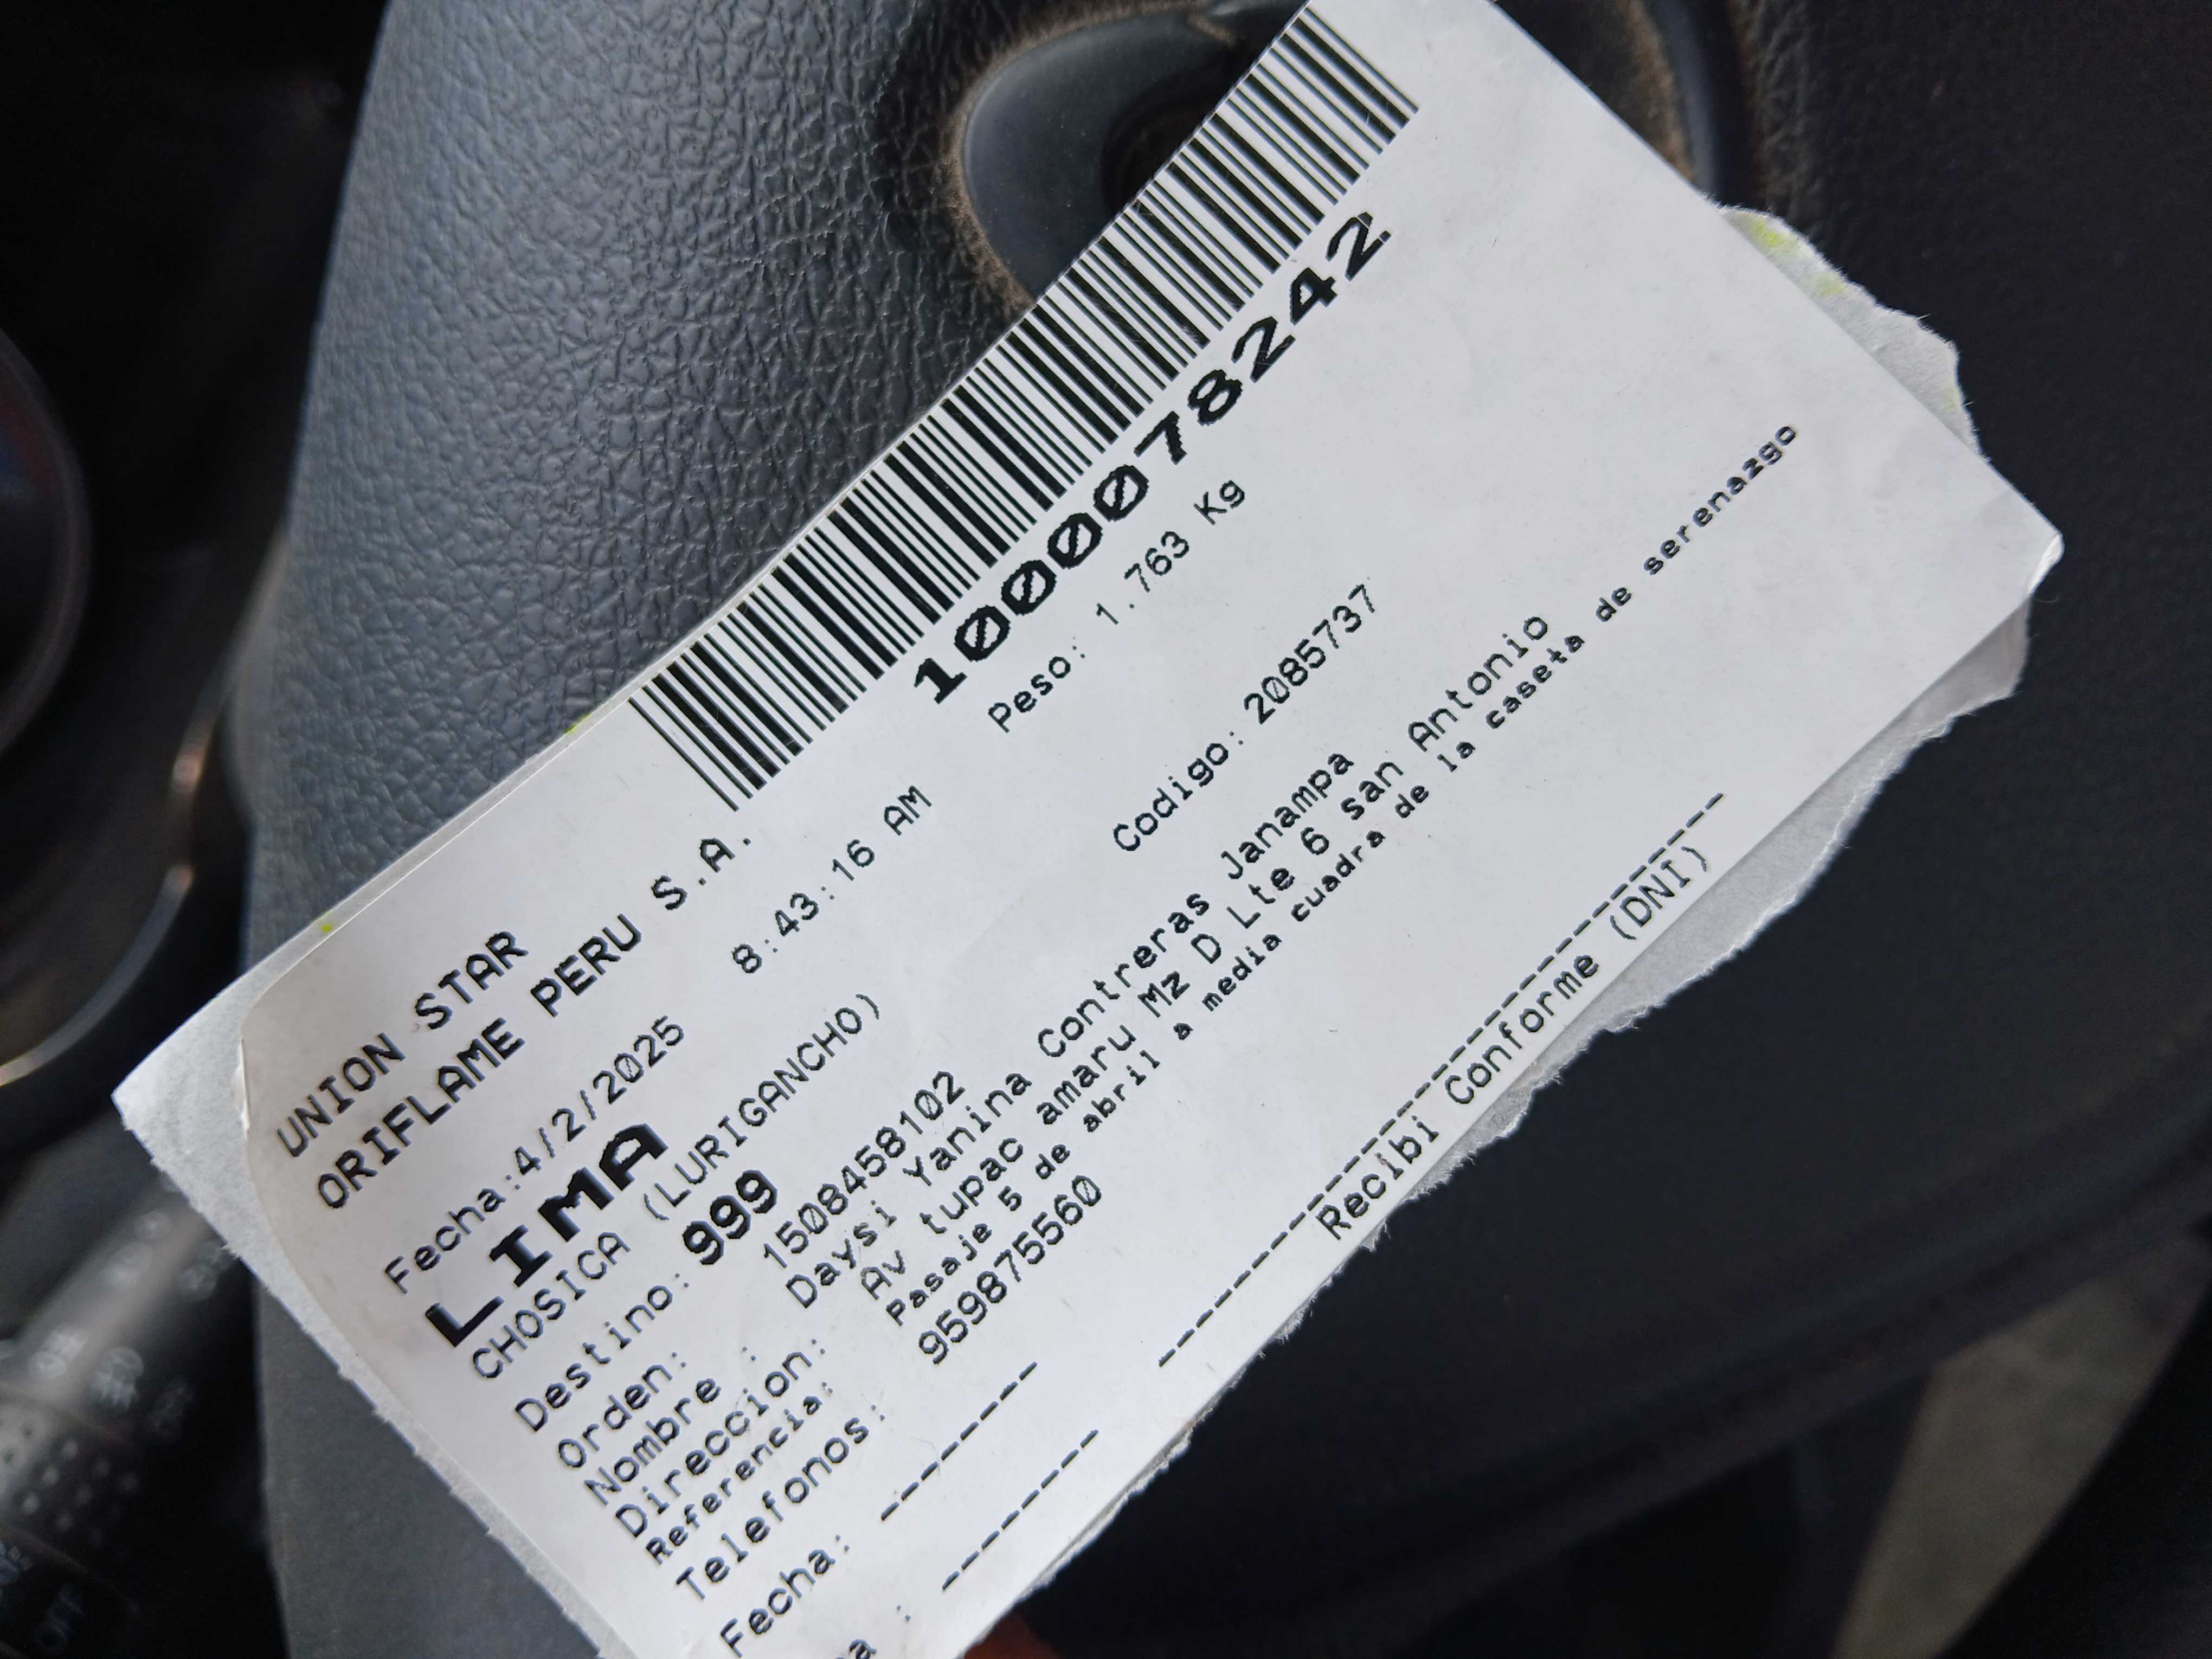 1000078242
UNION STAR
ORIFLAME PERU S.A.
Peso: 1.763 Kg
Fecha:4/2/2025 8:43:16 AM
LIMA
CHOSICA (LURIGANCHO)
Destino: 999
Codigo: 2085737
Orden: 1508458102
Nombre : Daysi Yanina Contreras Janampa
Direccion: Av tupac amaru Mz D Lte 6 san Antonio
Referencia: Pasaje 5 de abril a media cuadra de la caseta de serenazgo
Telefonos: 959875560
Fecha: -------
-------
Recibi Conforme (DNI)